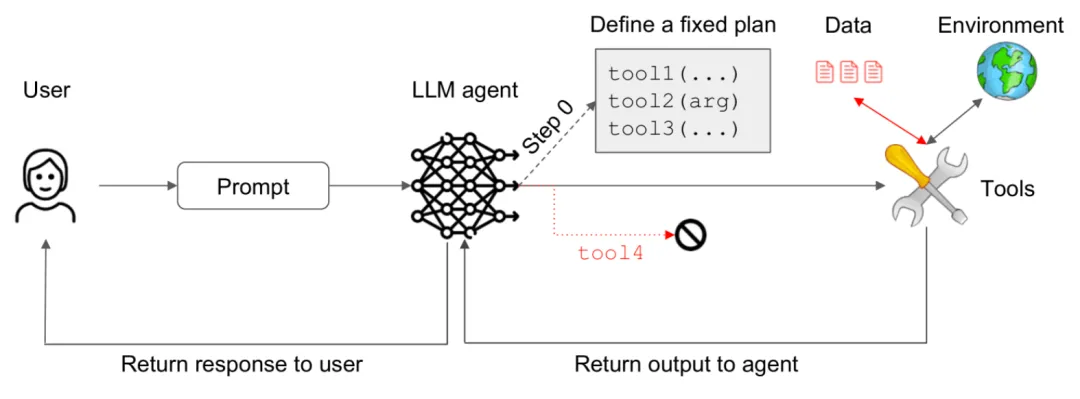 Define a fixed plan
Data
Environment
User
LLM agent
Step 0
tool1(...)
tool2(arg)
tool3(...)
Prompt
Tools
tool4
Return response to user
Return output to agent